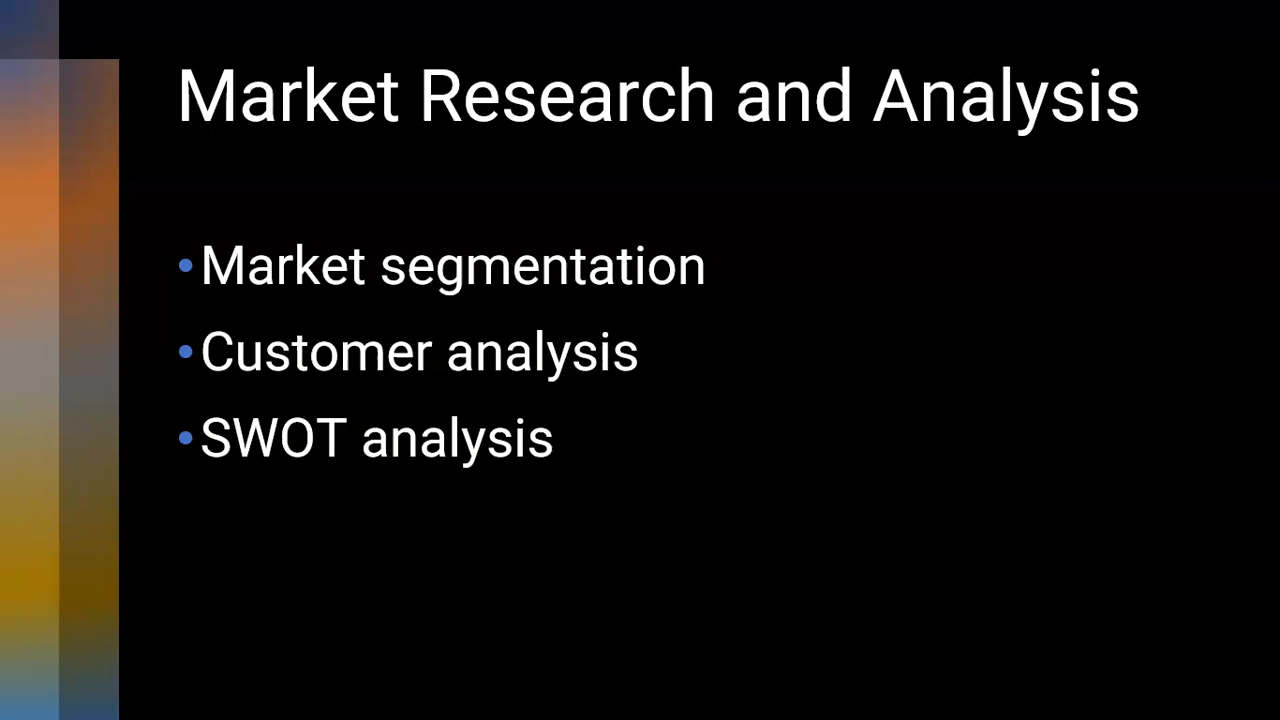 Market Research and Analysis
•Market segmentation
•Customer analysis
•SWOT analysis